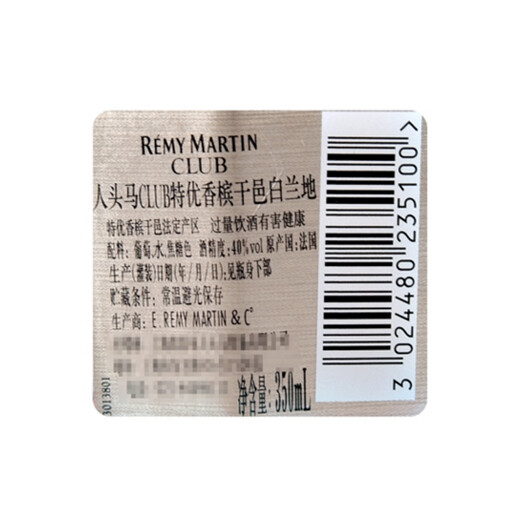 RÉMY MARTIN
CLUB
人头马CLUB特优香槟干邑白兰地
特优香槟干邑法定产区 过量饮酒有害健康
配料: 葡萄,水,焦糖色 酒精度: 40%vol 原产国: 法国
生产(灌装)日期(年/月/日):见瓶身下部
贮藏条件: 常温避光保存
生产商: E. REMY MARTIN & Cº
净含量: 350mL
3013801
3 024480 235100 >